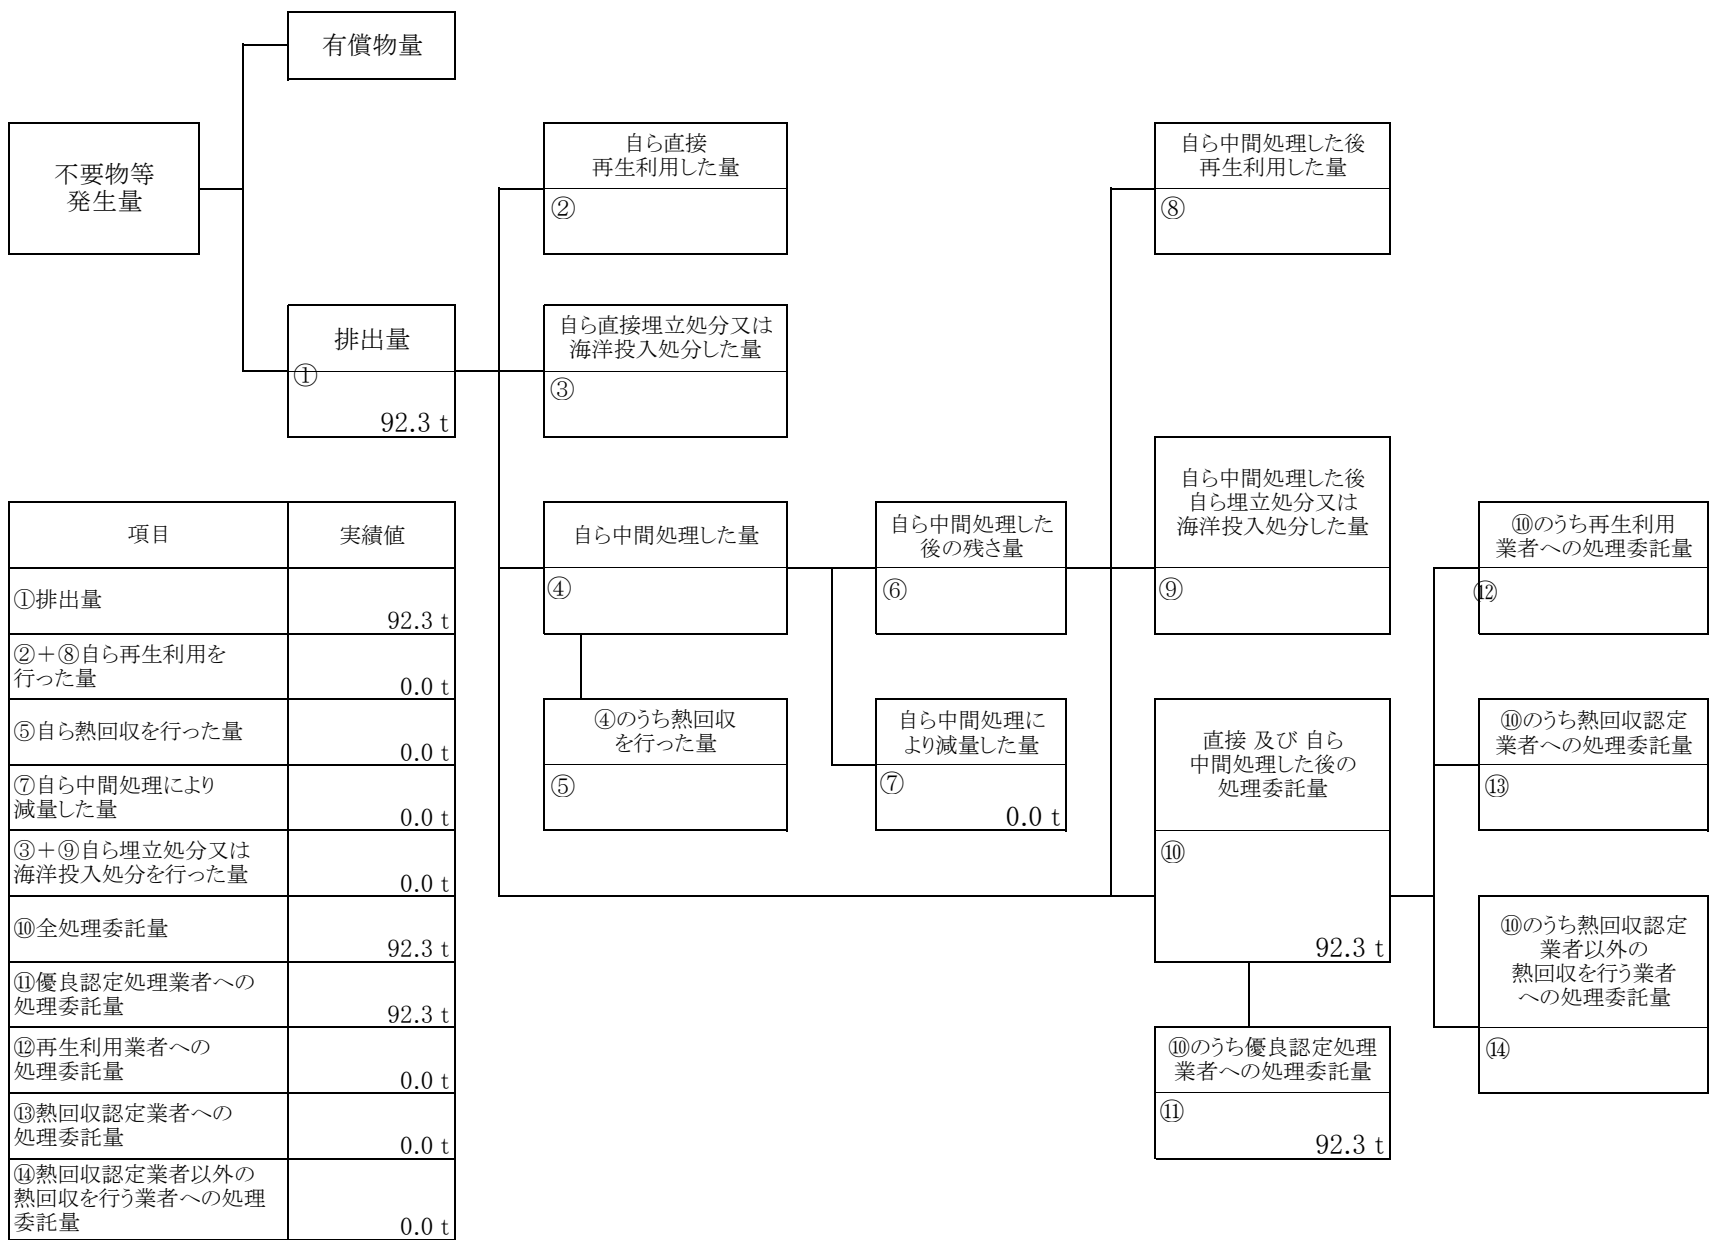 有償物量
不要物等
発生量
自ら直接
再生利用した量
②
自ら中間処理した後
再生利用した量
⑧
排出量
①
92.3 t
自ら直接埋立処分又は
海洋投入処分した量
③
自ら中間処理した量
④
自ら中間処理した
後の残さ量
⑥
自ら中間処理した後
自ら埋立処分又は
海洋投入処分した量
⑨
⑩のうち再生利用
業者への処理委託量
⑫
④のうち熱回収
を行った量
⑤
自ら中間処理に
より減量した量
⑦
0.0 t
直接 及び 自ら
中間処理した後の
処理委託量
⑩
92.3 t
⑩のうち熱回収認定
業者への処理委託量
⑬
⑩のうち熱回収認定
業者以外の
熱回収を行う業者
への処理委託量
⑭
⑩のうち優良認定処理
業者への処理委託量
⑪
92.3 t
項目
実績値
①排出量
92.3 t
②+⑧自ら再生利用を
行った量
0.0 t
⑤自ら熱回収を行った量
0.0 t
⑦自ら中間処理により
減量した量
0.0 t
③+⑨自ら埋立処分又は
海洋投入処分を行った量
0.0 t
⑩全処理委託量
92.3 t
⑪優良認定処理業者への
処理委託量
92.3 t
⑫再生利用業者への
処理委託量
0.0 t
⑬熱回収認定業者への
処理委託量
0.0 t
⑭熱回収認定業者以外の
熱回収を行う業者への処理
委託量
0.0 t